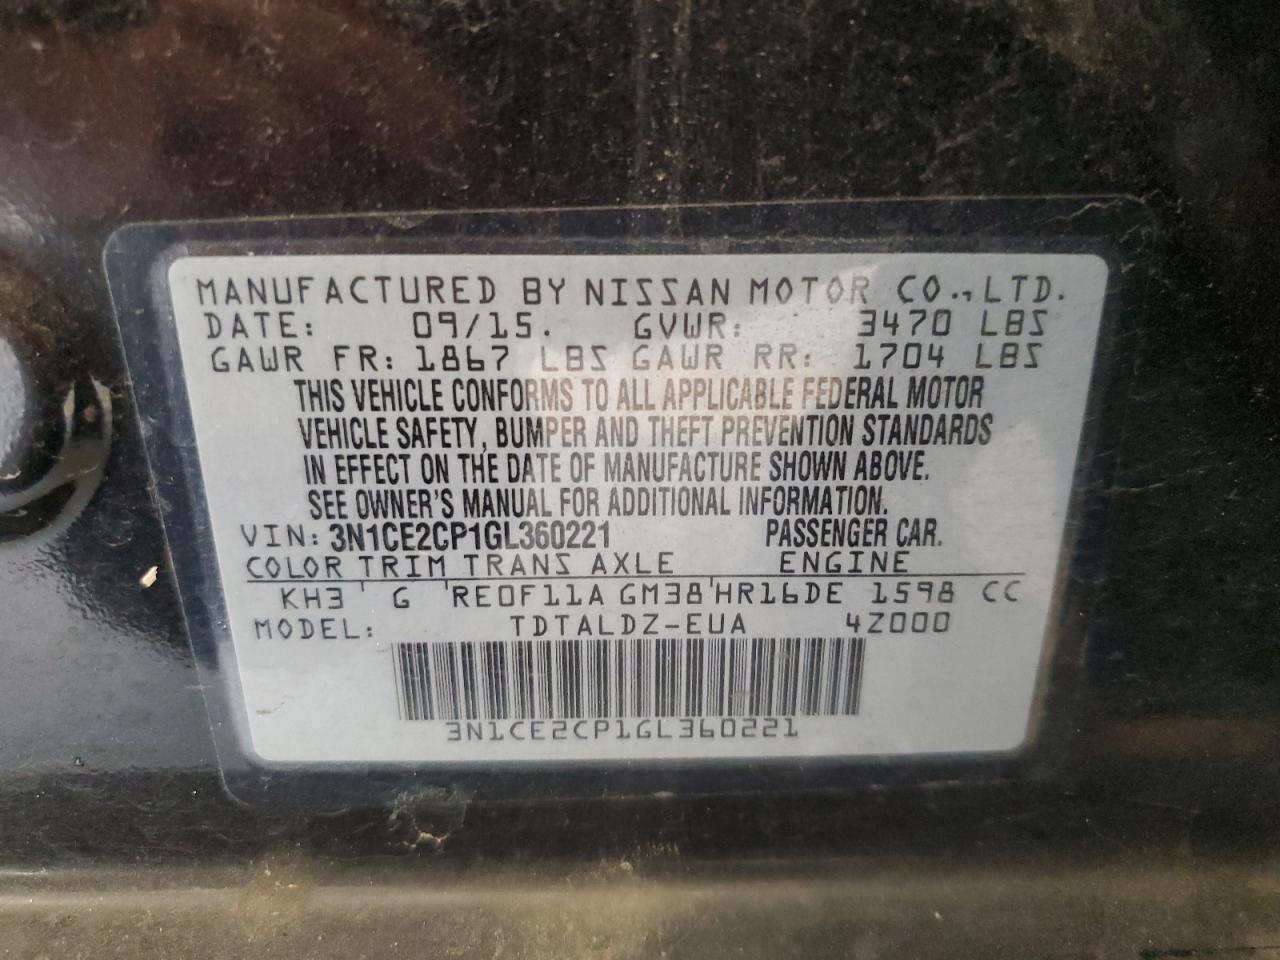 MANUFACTURED BY NISSAN MOTOR CO., LTD.
DATE: 09/15. GVWR: 3470 LBS
GAWR FR: 1867 LBS GAWR RR: 1704 LBS
THIS VEHICLE CONFORMS TO ALL APPLICABLE FEDERAL MOTOR
VEHICLE SAFETY, BUMPER AND THEFT PREVENTION STANDARDS
IN EFFECT ON THE DATE OF MANUFACTURE SHOWN ABOVE.
SEE OWNER'S MANUAL FOR ADDITIONAL INFORMATION.
VIN: 3N1CE2CP1GL360221 PASSENGER CAR.
COLOR TRIM TRANS AXLE ENGINE
KH3 ' G ' RE0F11A GM38 ' HR16DE 1598 CC
MODEL: TDTALDZ-EUA 4Z000
3N1CE2CP1GL360221